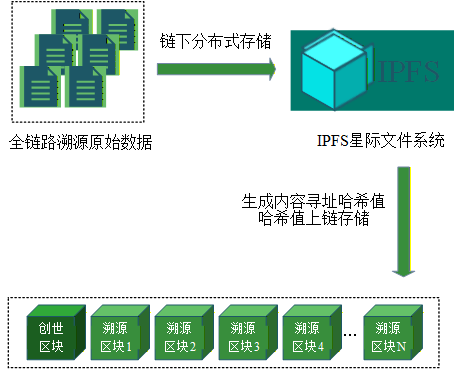 链下分布式存储
IPFS
全链路溯源原始数据
IPFS星际文件系统
生成内容寻址哈希值
哈希值上链存储
创世
区块
溯源
区块1
溯源
区块2
溯源
区块3
溯源
区块4
...
溯源
区块N